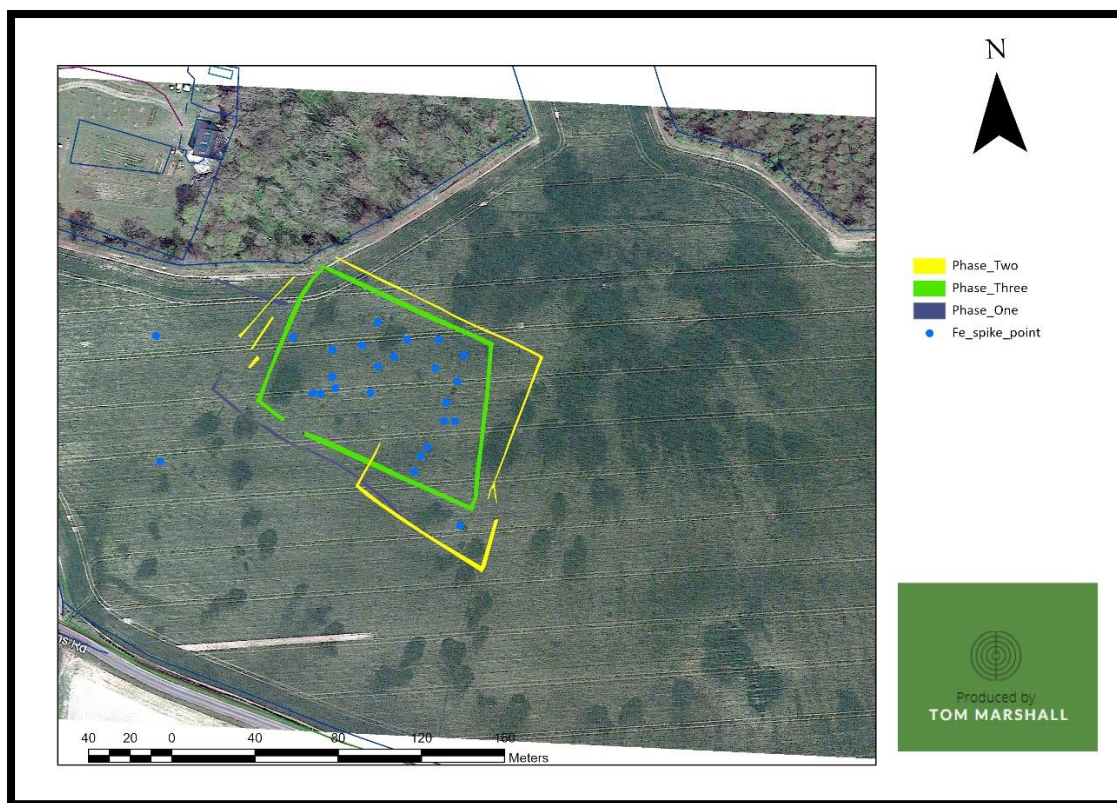 N
Phase_Two
Phase_Three
Phase_One
Fe_spike_point
Produced by
TOM MARSHALL
40 20 0 40 80 120 160
Meters